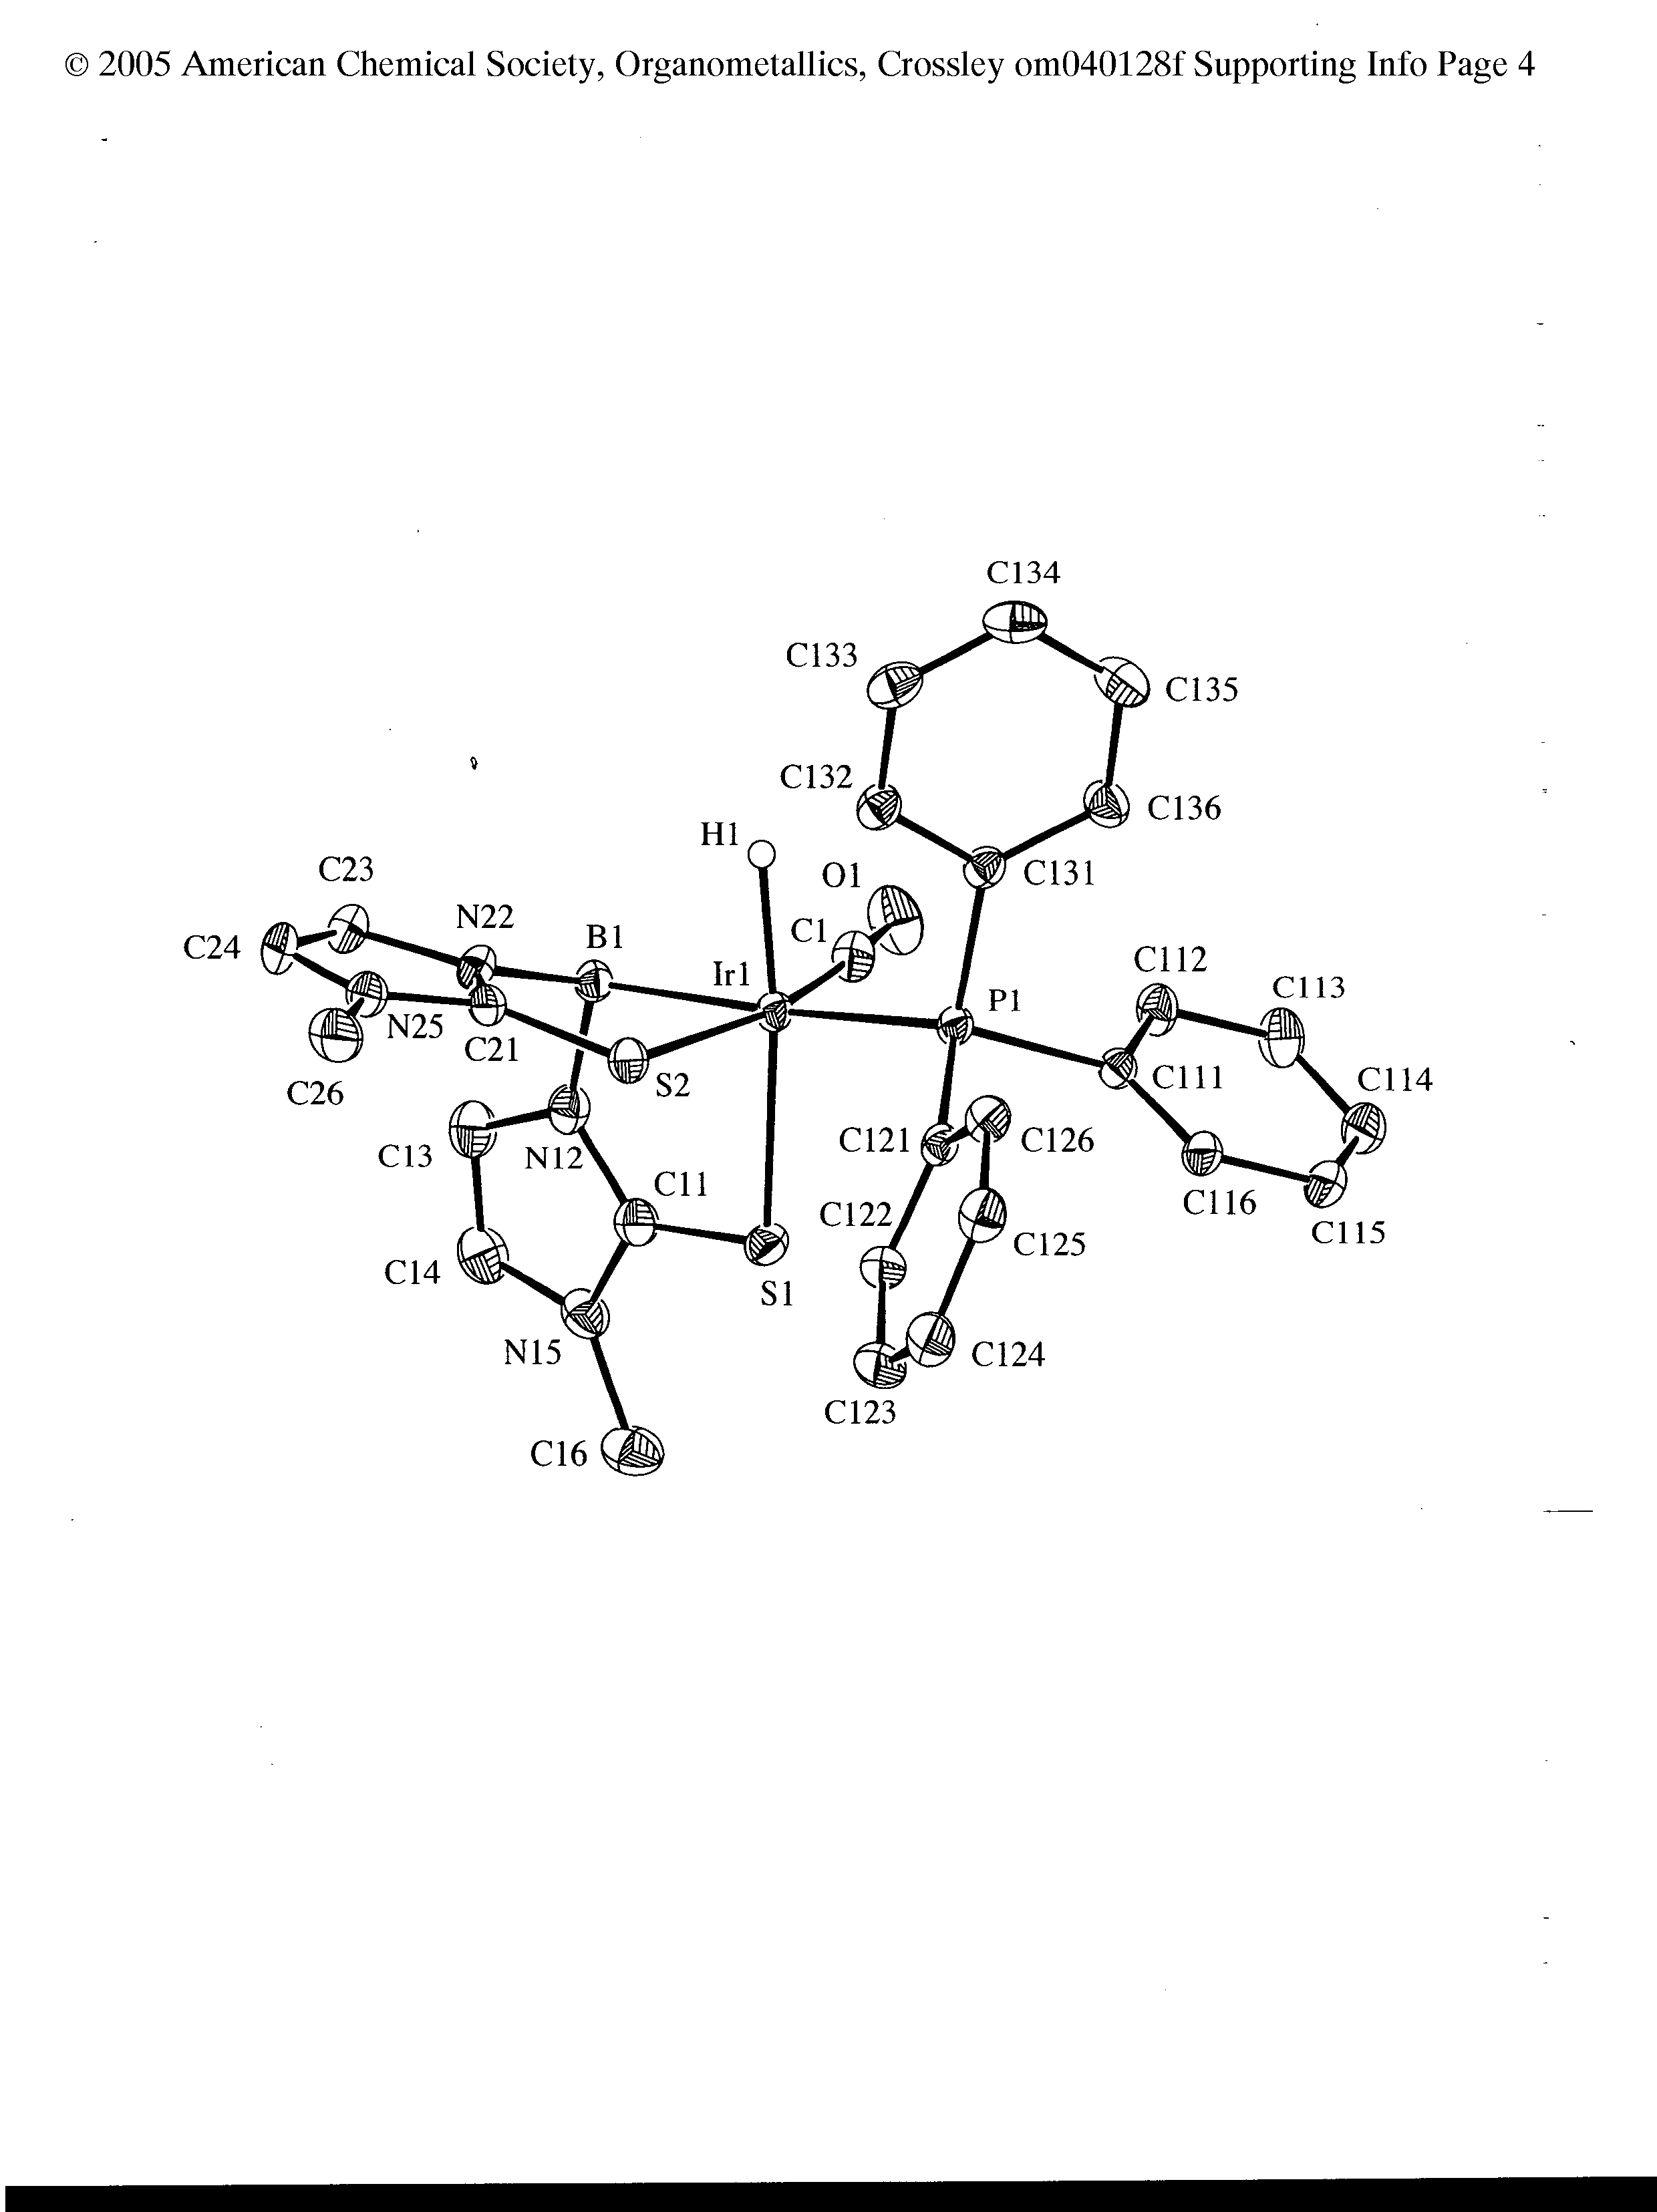 © 2005 American Chemical Society, Organometallics, Crossley om040128f Supporting Info Page 4
C134
C133
C135
C132
C136
H1
C131
O1
C23
N22
C1
B1
C24
Ir1
C112
C113
P1
N25
C21
S2
C111
C114
C26
C121
C126
C13
N12
C11
C116
C122
C115
C125
C14
S1
N15
C124
C123
C16